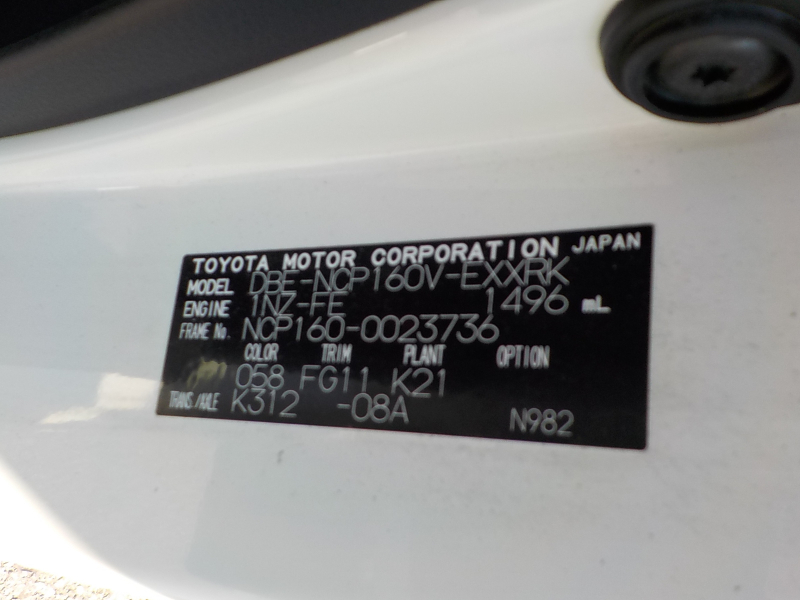 TOYOTA MOTOR CORPORATION JAPAN
MODEL DBE-NCP160V-EXXRK
ENGINE 1NZ-FE 1496 mL
FRAME No. NCP160-0023736
COLOR TRIM PLANT OPTION
058 FG11 K21
TRANS./AXLE K312 -08A N982